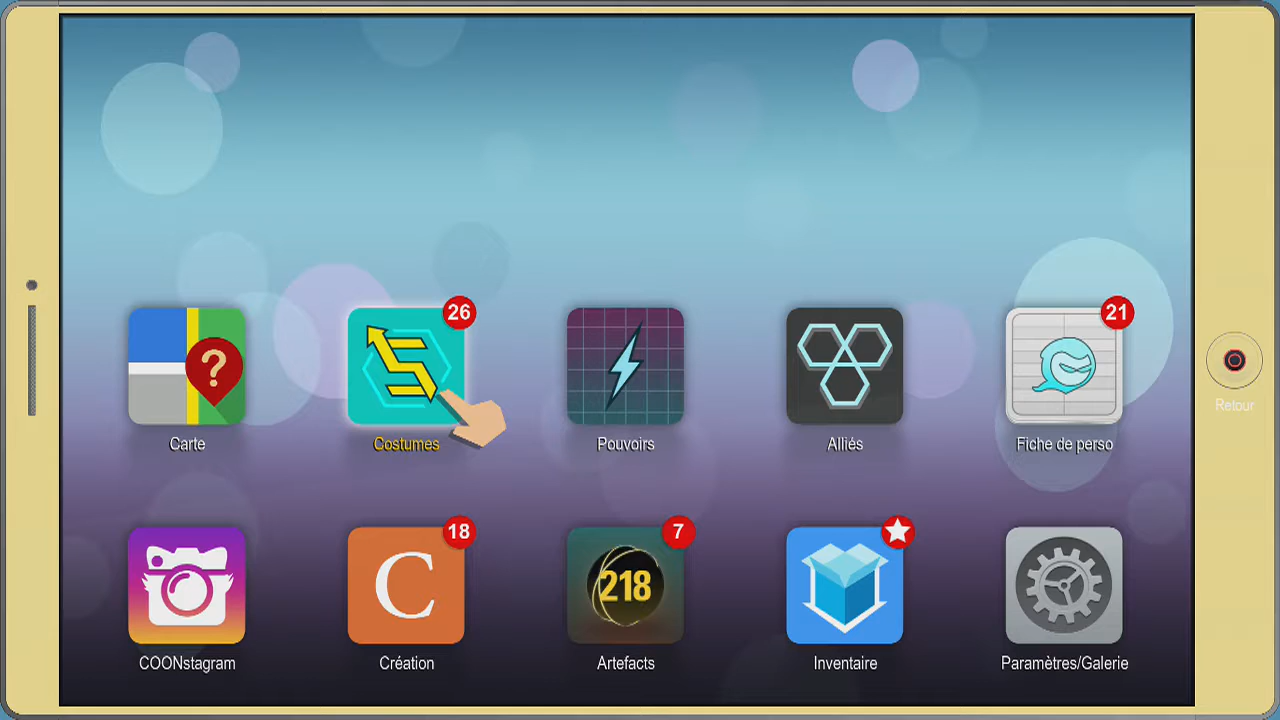 26
21
Carte
Costumes
Pouvoirs
Alliés
Fiche de perso
Retour
18
7
C
218
COONstagram
Création
Artefacts
Inventaire
Paramètres/Galerie